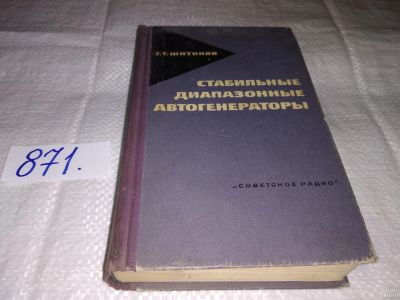 Г.Т. ШИТИКОВ
СТАБИЛЬНЫЕ
ДИАПАЗОННЫЕ
АВТОГЕНЕРАТОРЫ
„СОВЕТСКОЕ РАДИО"
871.